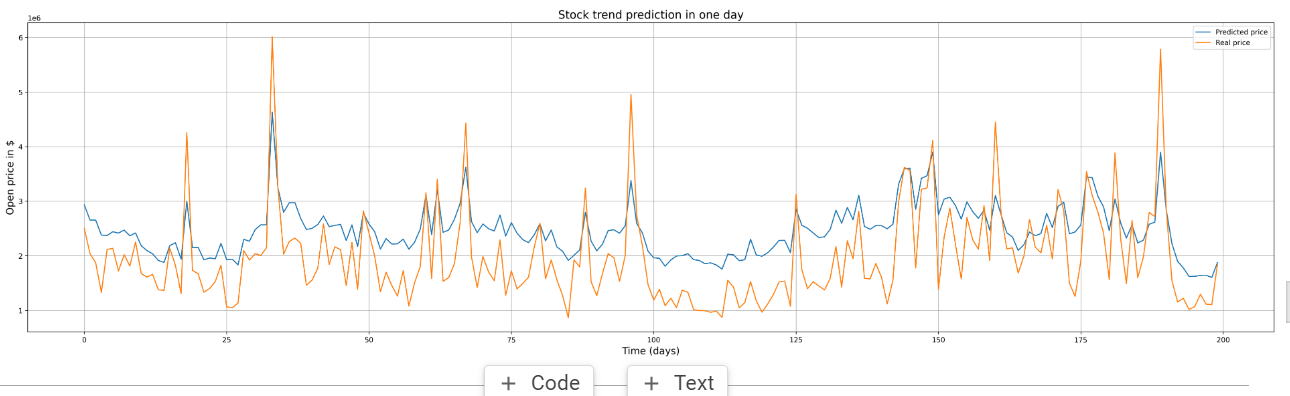 Stock trend prediction in one day
1e6
Predicted price
Real price
6
5
4
3
2
1
Open price in $
0 25 50 75 100 125 150 175 200
Time (days)
+ Code + Text